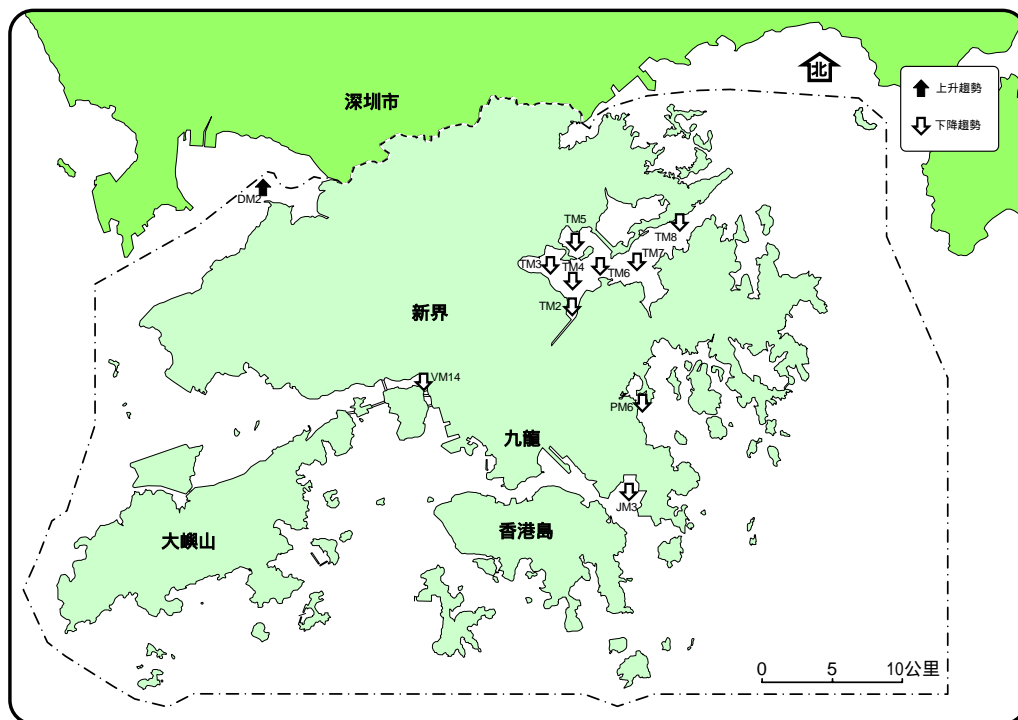 北
上升趨勢
下降趨勢
深圳市
DM2
TM5
TM8
TM3
TM4
TM6
TM7
TM2
新界
VM14
PM6
九龍
JM3
香港島
大嶼山
0 5 10公里